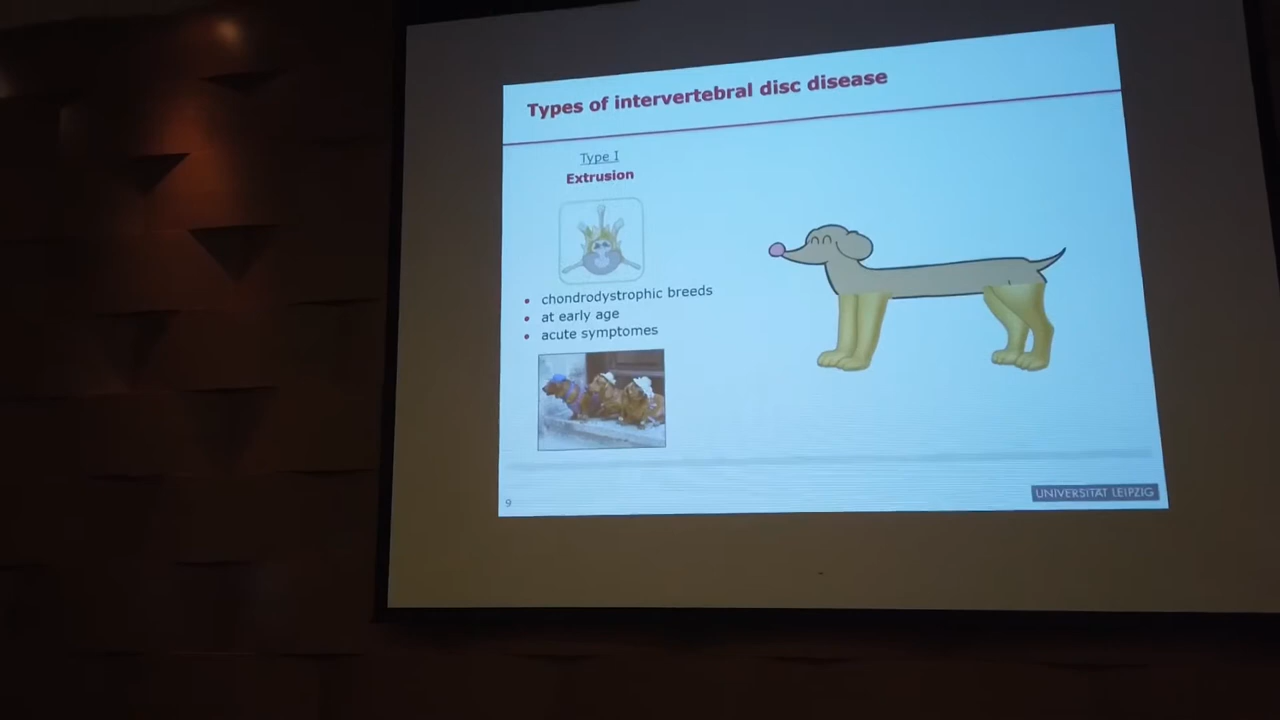 Types of intervertebral disc disease
Type I
Extrusion
chondrodystrophic breeds
at early age
acute symptomes
9
UNIVERSITÄT LEIPZIG